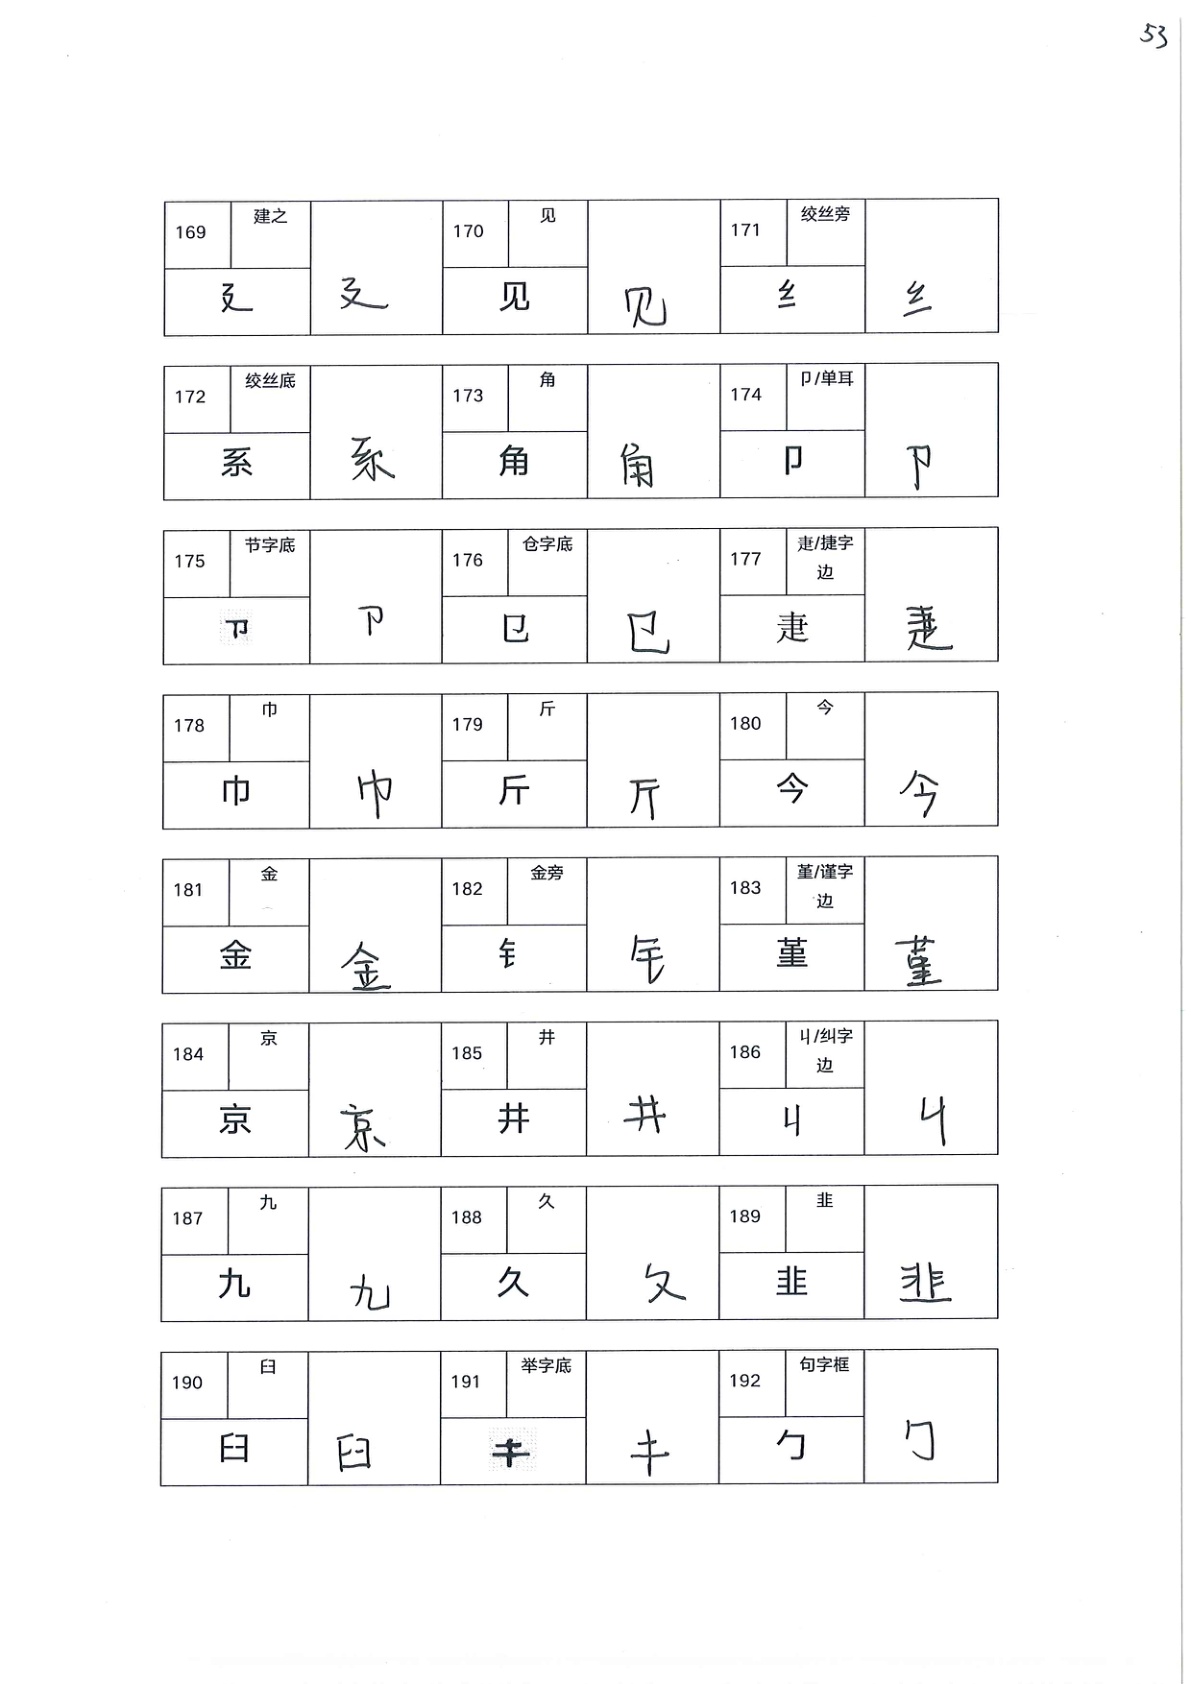 53
169 建之 170 见 171 绞丝旁
廴 廴 见 见 纟 纟
172 绞丝底 173 角 174 卩/单耳
系 系 角 角 卩 卩
175 节字底 176 仓字底 177 疌/捷字
边
㔾 㔾 疌 疌
178 巾 179 斤 180 今
巾 巾 斤 斤 今 今
181 金 182 金旁 183 堇/谨字
边
金 金 钅 钅 堇 堇
184 京 185 井 186 丩/纠字
边
京 京 井 井 丩 丩
187 九 188 久 189 韭
九 九 久 久 韭 韭
190 臼 191 举字底 192 句字框
臼 臼 勹 勹